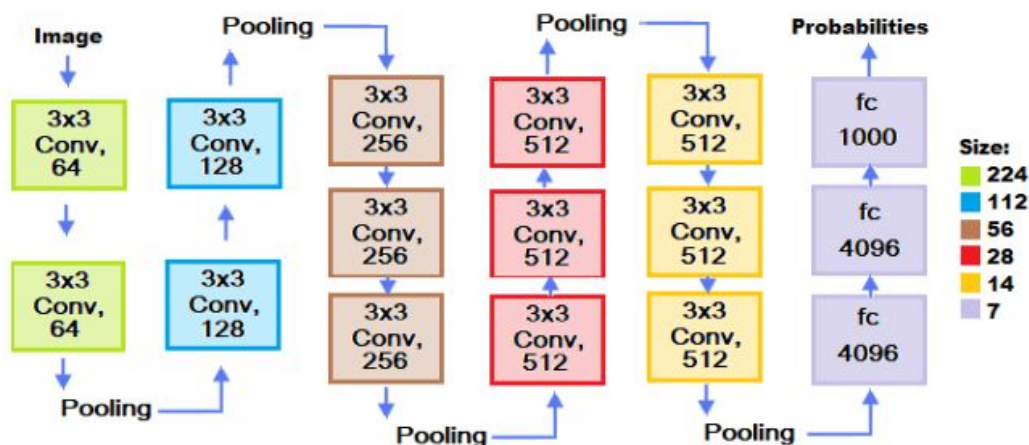 Image
3x3
Conv,
64
3x3
Conv,
64
Pooling
3x3
Conv,
128
3x3
Conv,
128
Pooling
3x3
Conv,
256
3x3
Conv,
256
3x3
Conv,
256
Pooling
3x3
Conv,
512
3x3
Conv,
512
3x3
Conv,
512
Pooling
3x3
Conv,
512
3x3
Conv,
512
3x3
Conv,
512
Pooling
fc
4096
fc
4096
fc
1000
Probabilities
Size:
224
112
56
28
14
7